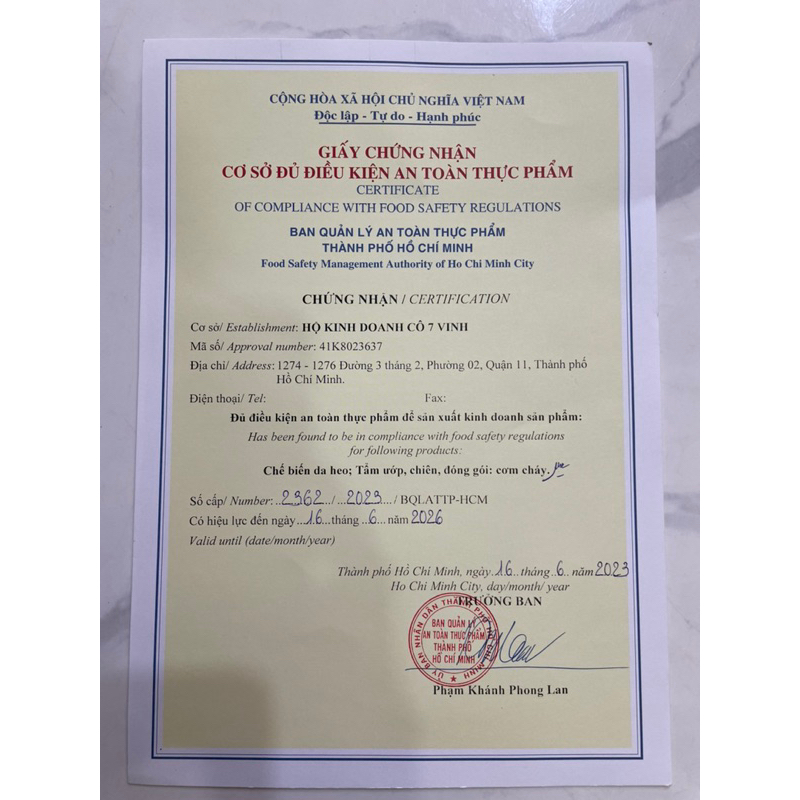 CỘNG HÒA XÃ HỘI CHỦ NGHĨA VIỆT NAM
Độc lập - Tự do - Hạnh phúc
GIẤY CHỨNG NHẬN
CƠ SỞ ĐỦ ĐIỀU KIỆN AN TOÀN THỰC PHẨM
CERTIFICATE
OF COMPLIANCE WITH FOOD SAFETY REGULATIONS
BAN QUẢN LÝ AN TOÀN THỰC PHẨM
THÀNH PHỐ HỒ CHÍ MINH
Food Safety Management Authority of Ho Chi Minh City
CHỨNG NHẬN / CERTIFICATION
Cơ sở/ Establishment: HỘ KINH DOANH CÔ 7 VINH
Mã số/ Approval number: 41K8023637
Địa chỉ/ Address: 1274 - 1276 Đường 3 tháng 2, Phường 02, Quận 11, Thành phố
Hồ Chí Minh.
Điện thoại/ Tel: Fax:
Đủ điều kiện an toàn thực phẩm để sản xuất kinh doanh sản phẩm:
Has been found to be in compliance with food safety regulations
for following products:
Chế biến da heo; Tẩm ướp, chiên, đóng gói: cơm cháy.
Số cấp/ Number: ..2362../...2023.../ BQLATTP-HCM
Có hiệu lực đến ngày...16...tháng..6..năm 2026
Valid until (date/month/year)
Thành phố Hồ Chí Minh, ngày..16..tháng..6..năm 2023
Ho Chi Minh City, day/month/ year
TRƯỞNG BAN
ỦY BAN NHÂN DÂN THÀNH PHỐ HỒ CHÍ MINH
BAN QUẢN LÝ
AN TOÀN THỰC PHẨM
THÀNH PHỐ
HỒ CHÍ MINH
Phạm Khánh Phong Lan